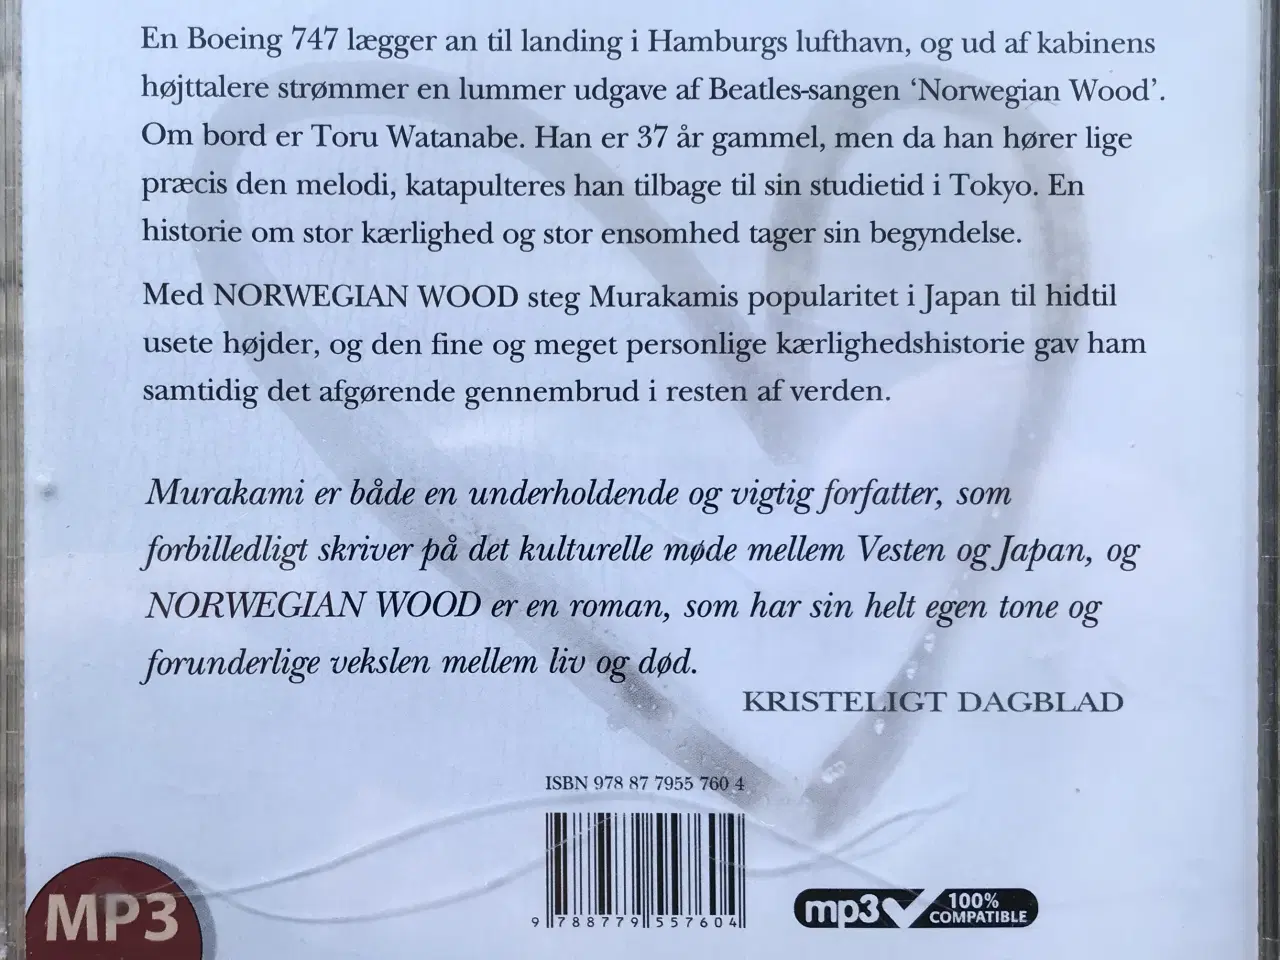 En Boeing 747 lægger an til landing i Hamburgs lufthavn, og ud af kabinens
højttalere strømmer en lummer udgave af Beatles-sangen ‘Norwegian Wood’.
Om bord er Toru Watanabe. Han er 37 år gammel, men da han hører lige
præcis den melodi, katapulteres han tilbage til sin studietid i Tokyo. En
historie om stor kærlighed og stor ensomhed tager sin begyndelse.
Med NORWEGIAN WOOD steg Murakamis popularitet i Japan til hidtil
usete højder, og den fine og meget personlige kærlighedshistorie gav ham
samtidig det afgørende gennembrud i resten af verden.
Murakami er både en underholdende og vigtig forfatter, som
forbilledligt skriver på det kulturelle møde mellem Vesten og Japan, og
NORWEGIAN WOOD er en roman, som har sin helt egen tone og
forunderlige vekslen mellem liv og død.
KRISTELIGT DAGBLAD
ISBN 978 87 7955 760 4
9 788779 557604
MP3
mp3 100%
COMPATIBLE